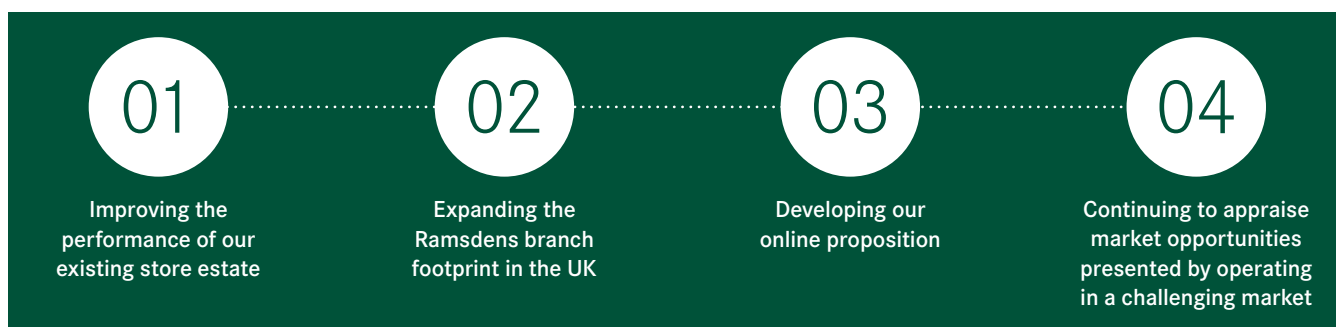 01
Improving the
performance of our
existing store estate
02
Expanding the
Ramsdens branch
footprint in the UK
03
Developing our
online proposition
04
Continuing to appraise
market opportunities
presented by operating
in a challenging market